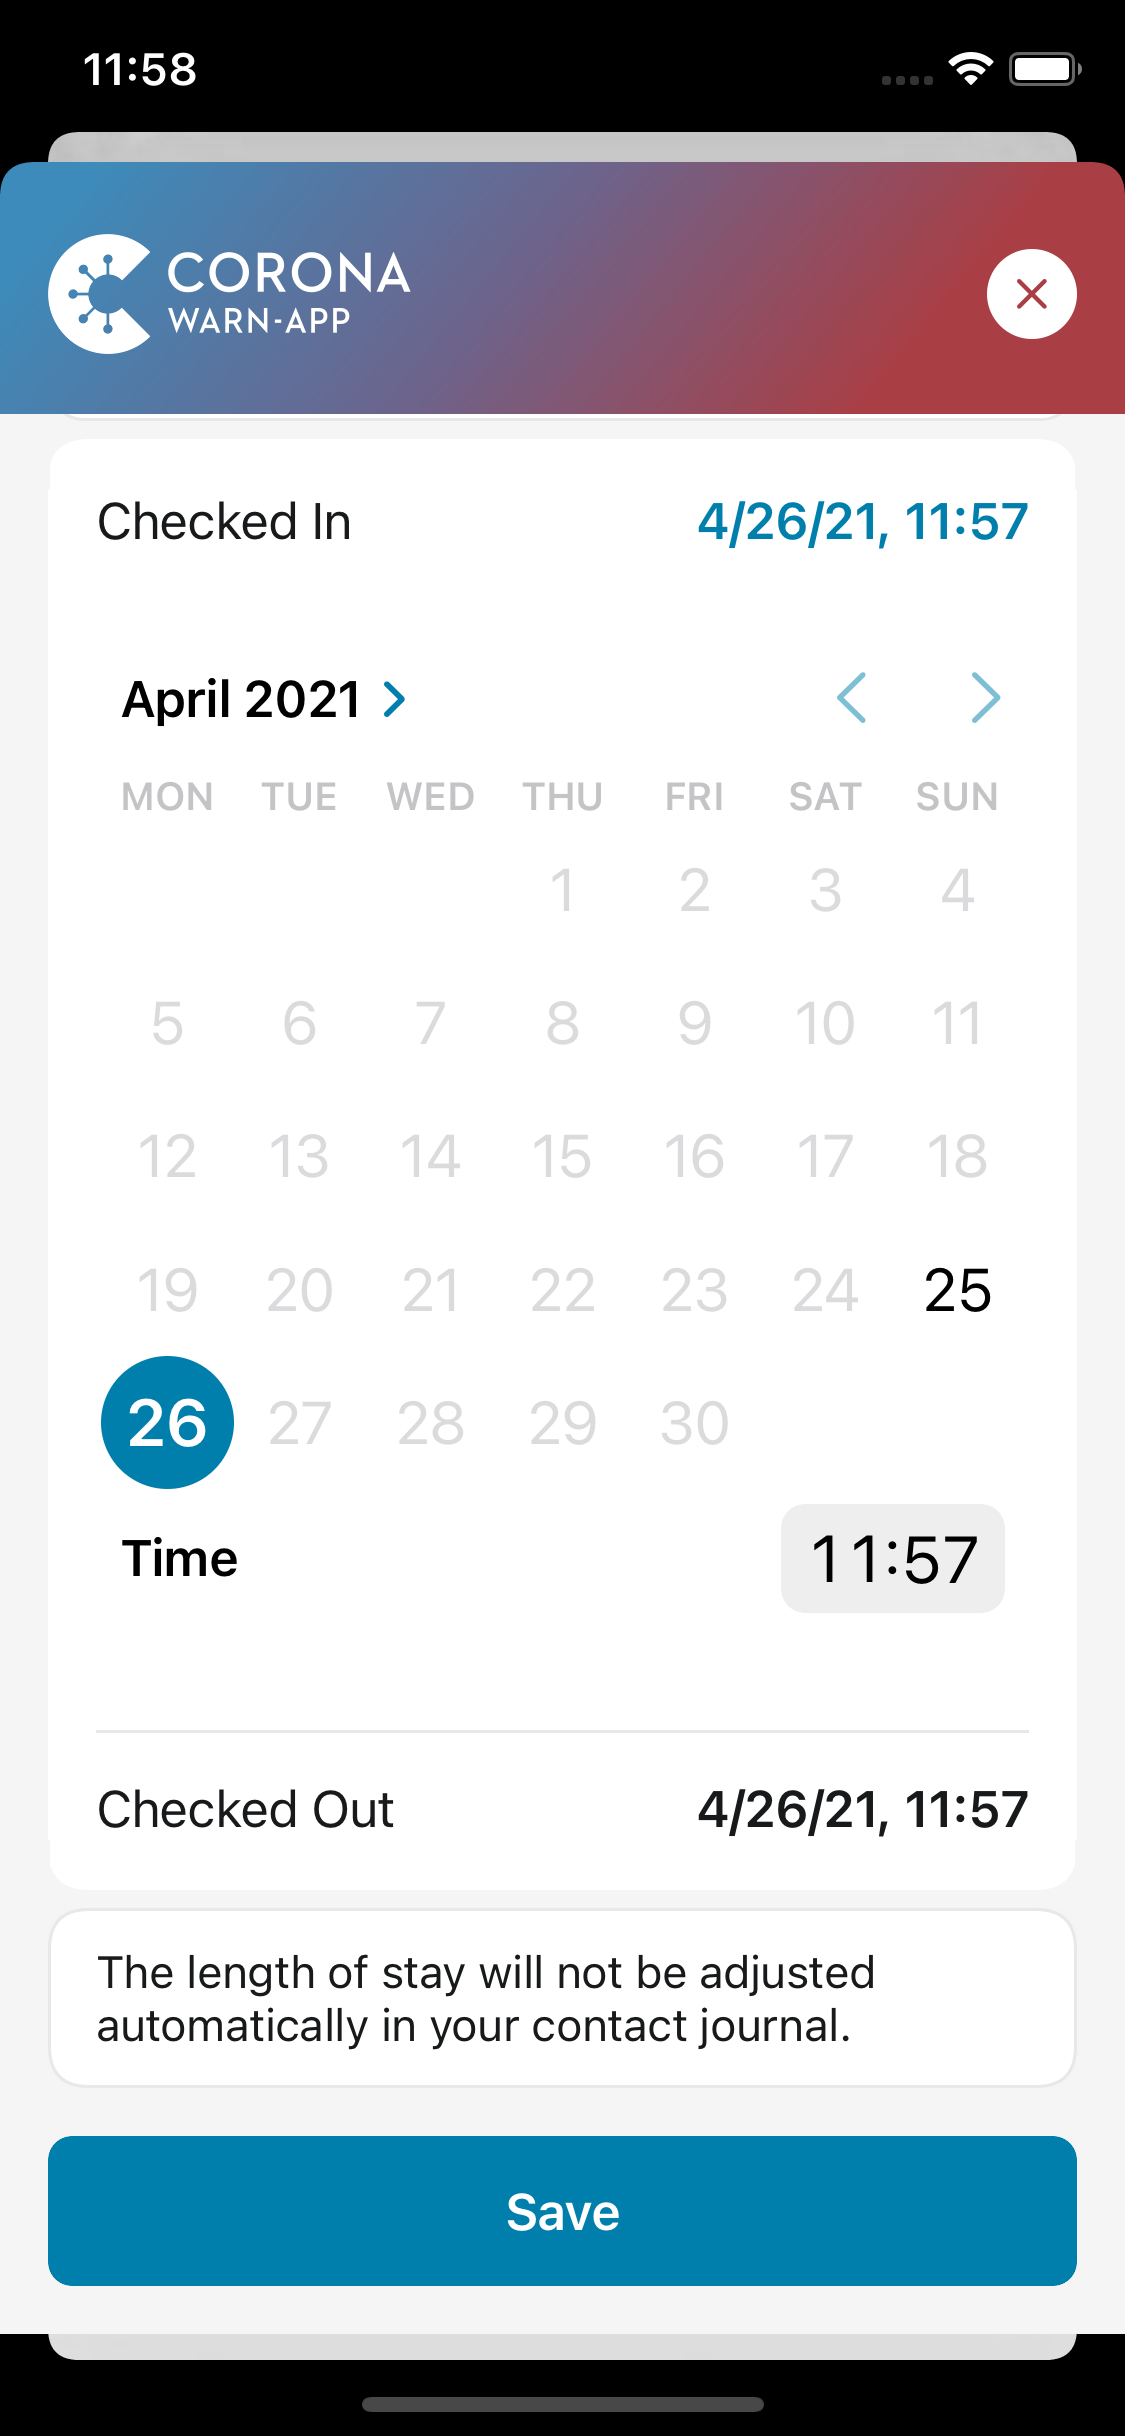 11:58
CORONA
WARN-APP
Checked In 4/26/21, 11:57
April 2021
MON TUE WED THU FRI SAT SUN
1 2 3 4
5 6 7 8 9 10 11
12 13 14 15 16 17 18
19 20 21 22 23 24 25
26 27 28 29 30
Time 11:57
Checked Out 4/26/21, 11:57
The length of stay will not be adjusted
automatically in your contact journal.
Save